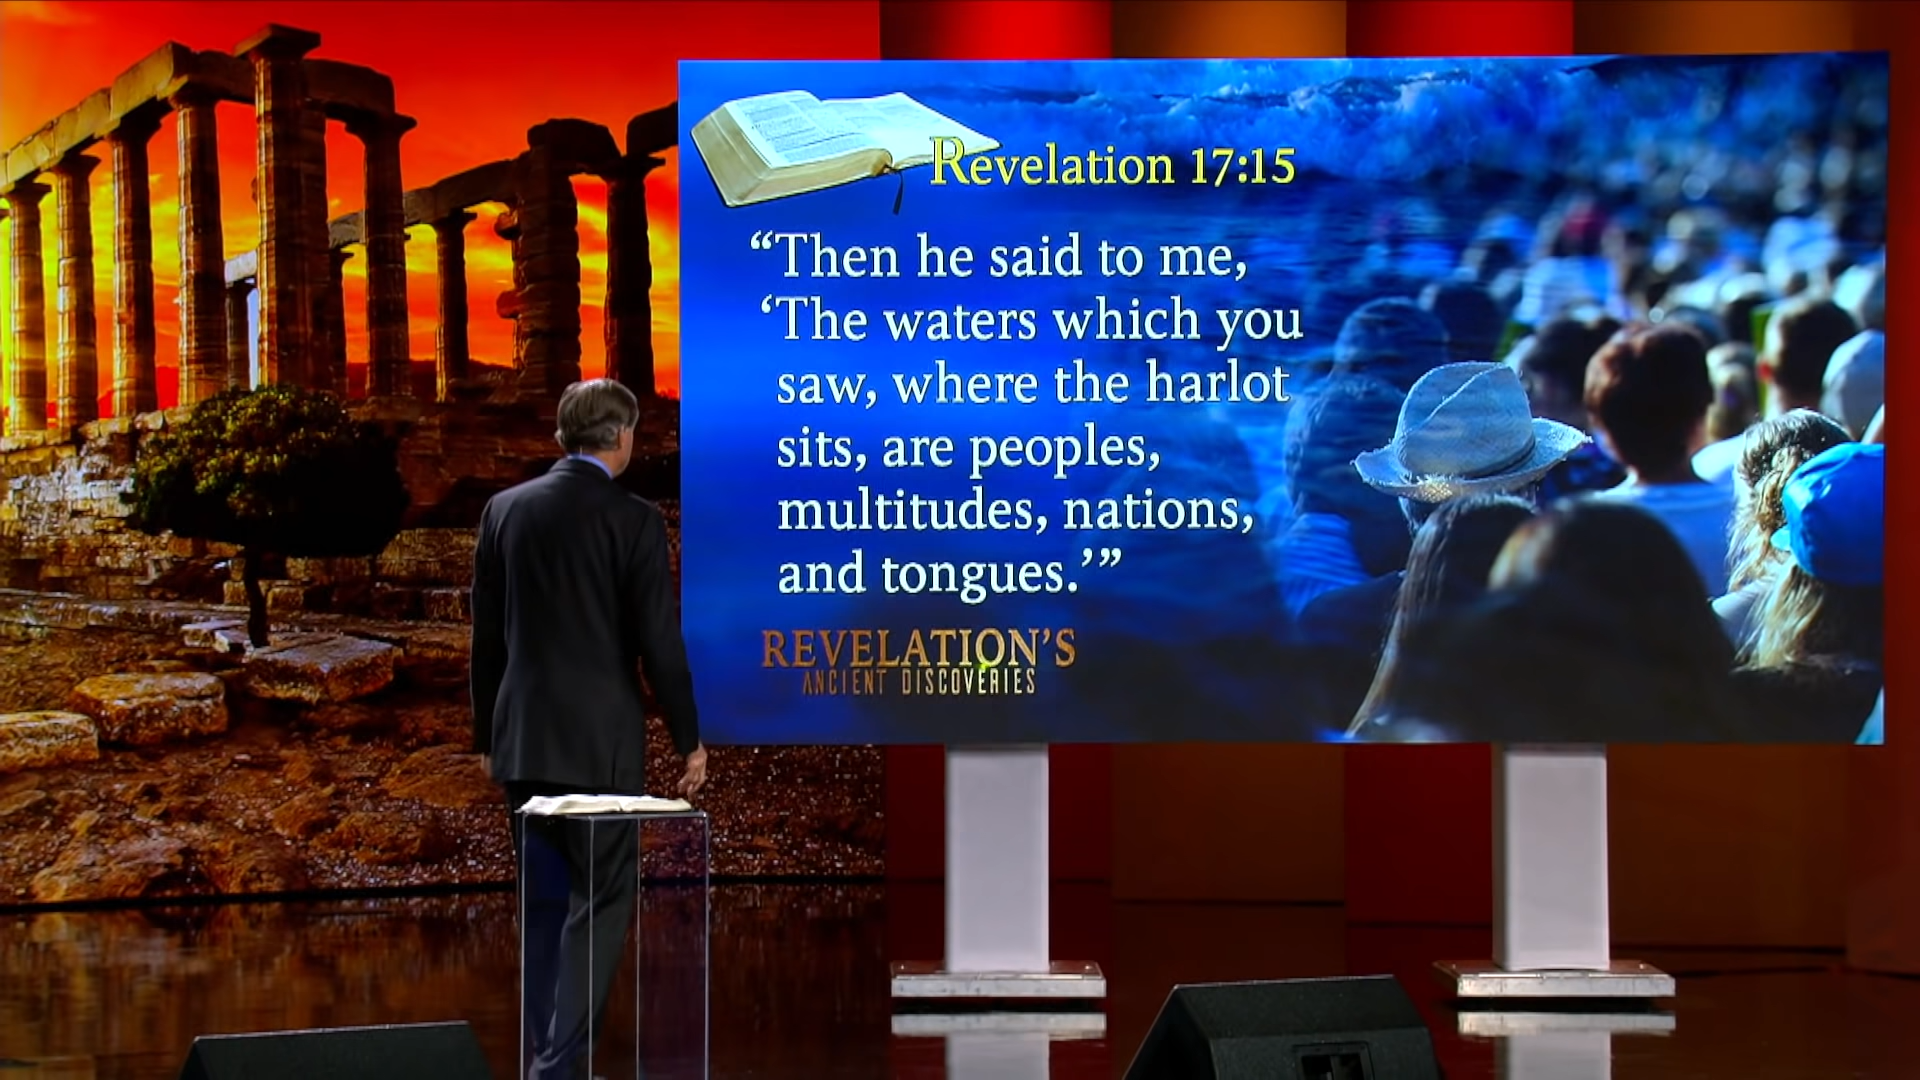 Revelation 17:15
“Then he said to me,
‘The waters which you
saw, where the harlot
sits, are peoples,
multitudes, nations,
and tongues.’”
REVELATION’S
ANCIENT DISCOVERIES